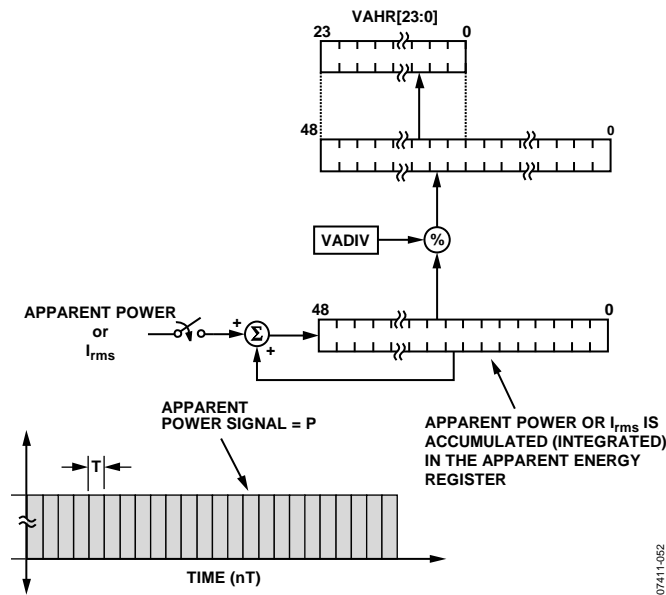 VAHR[23:0]
23 0
48 0
VADIV %
48 0
APPARENT POWER
or
Irms
+ Σ +
APPARENT
POWER SIGNAL = P
APPARENT POWER OR Irms IS
ACCUMULATED (INTEGRATED)
IN THE APPARENT ENERGY
REGISTER
T
TIME (nT)
07411-052